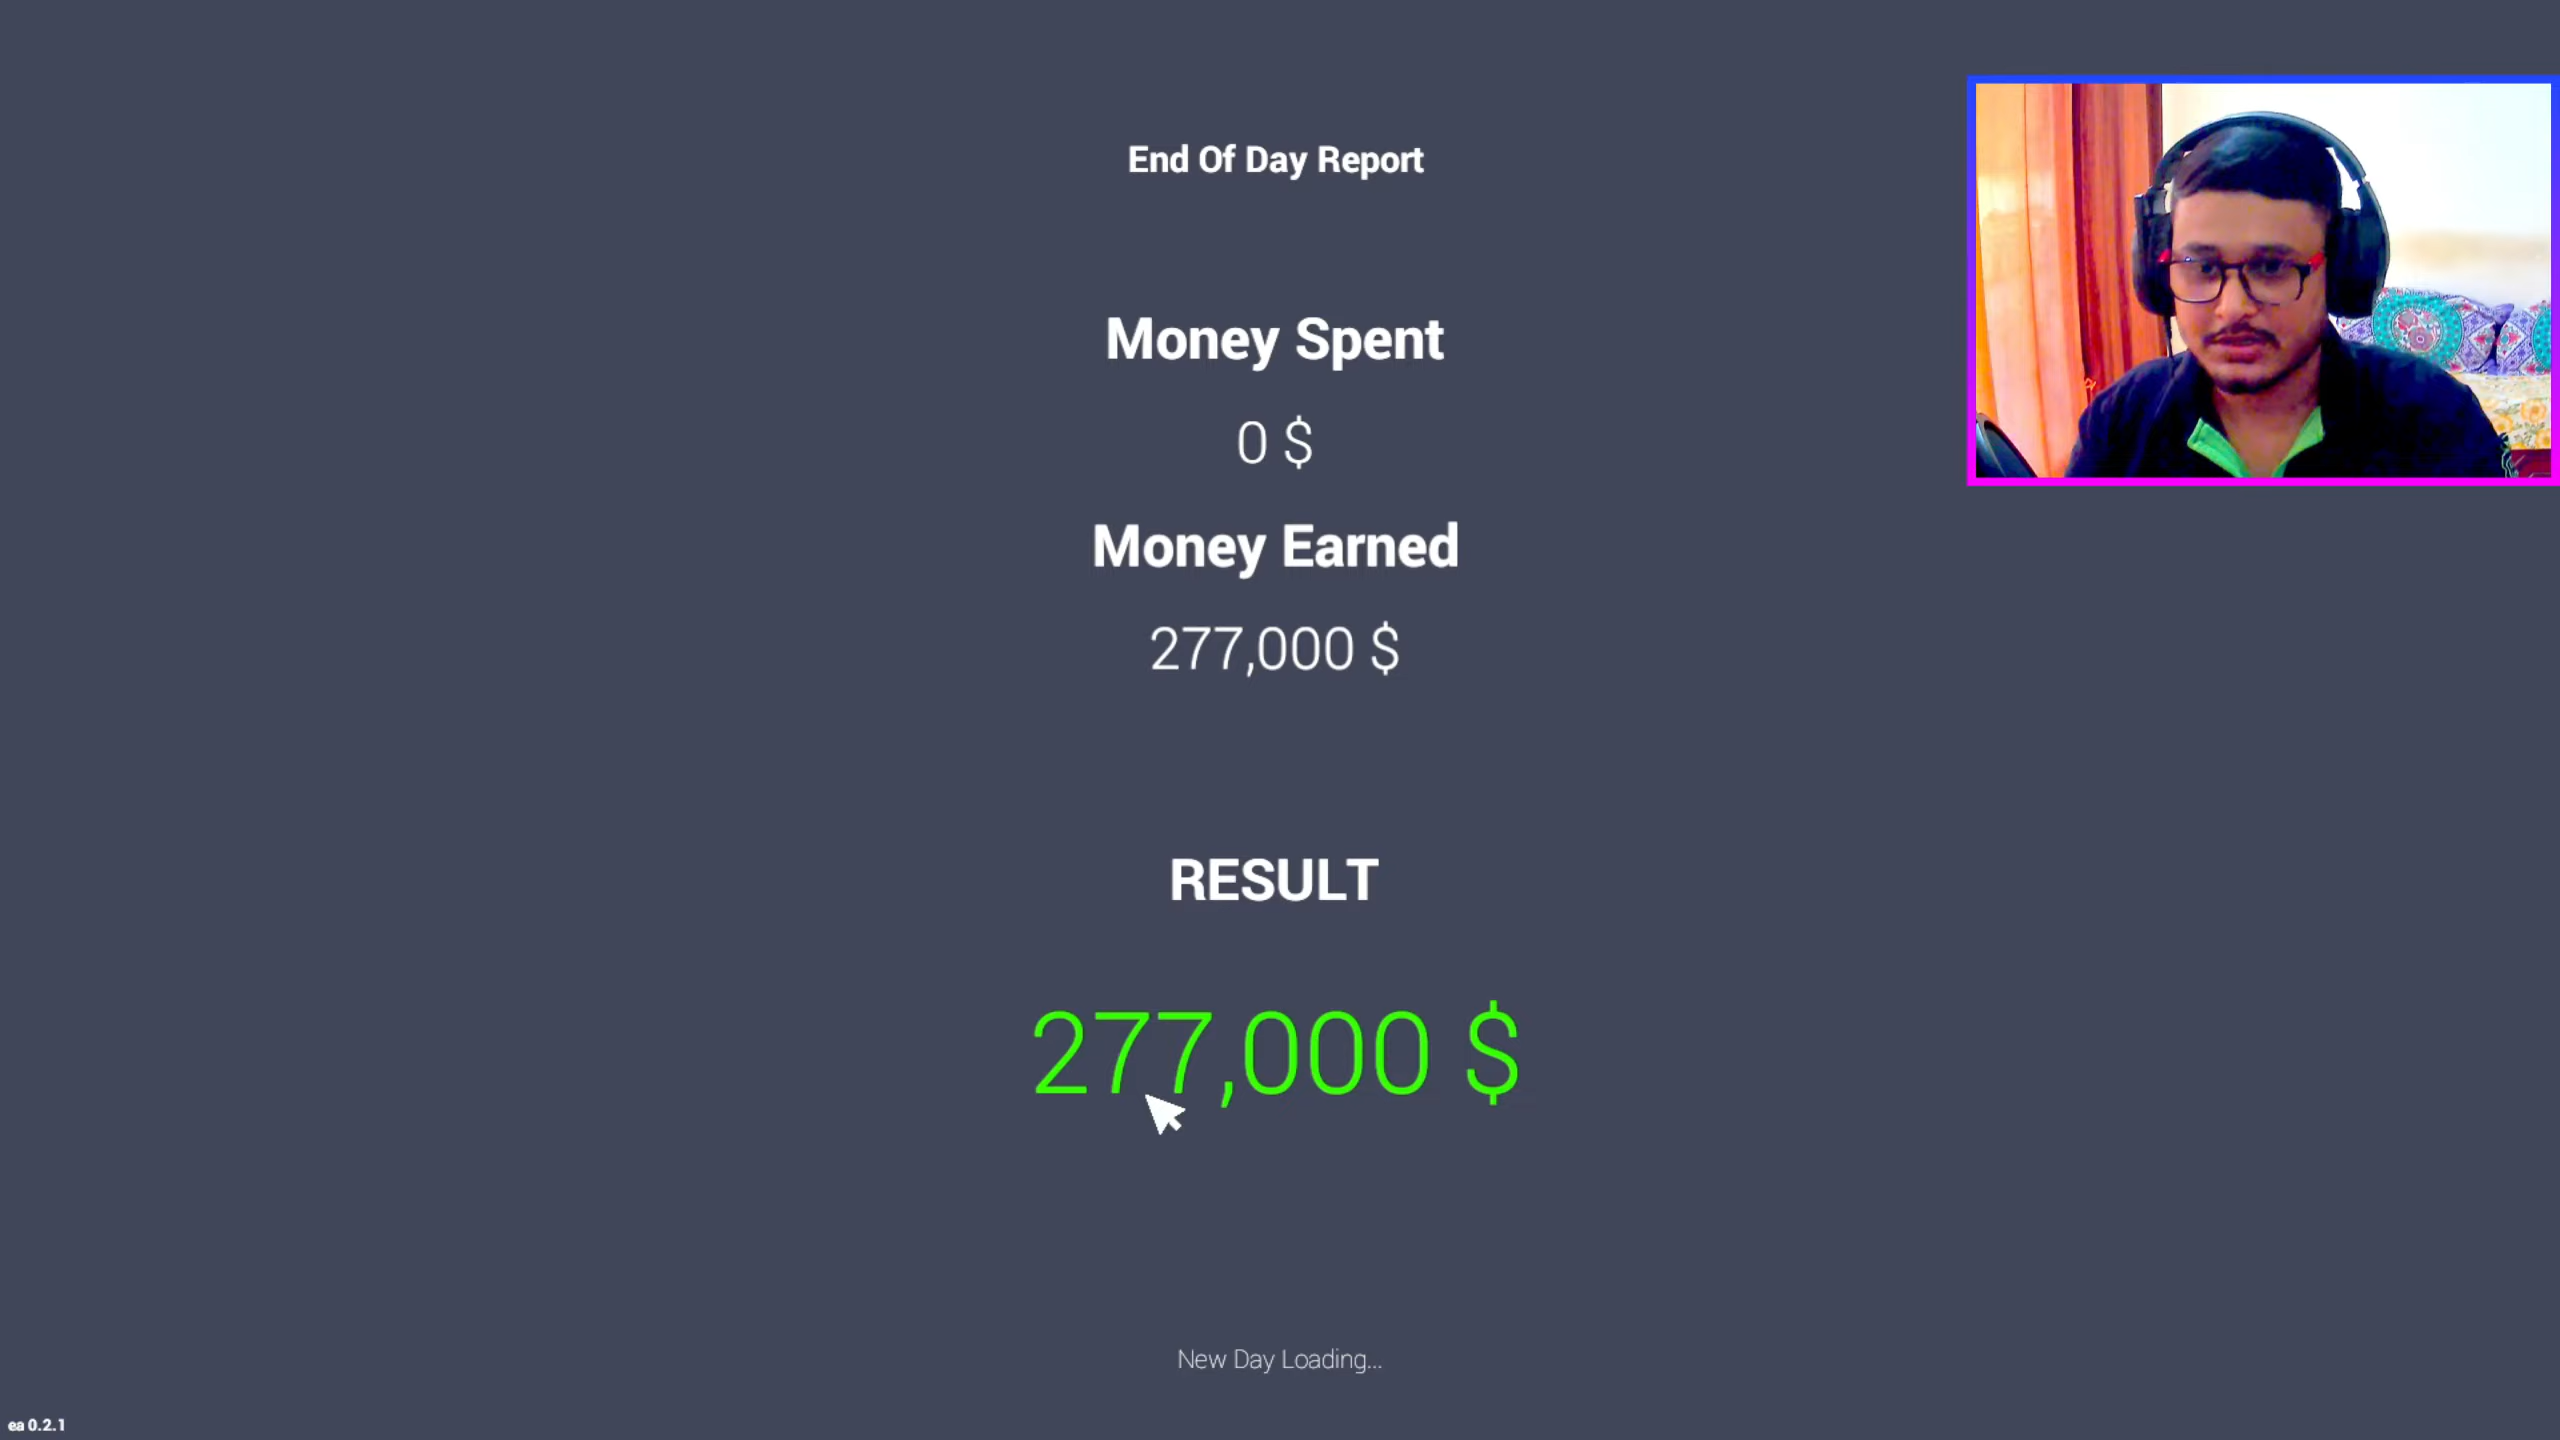 End Of Day Report
Money Spent
0 $
Money Earned
277,000 $
RESULT
277,000 $
New Day Loading...
ea 0.2.1